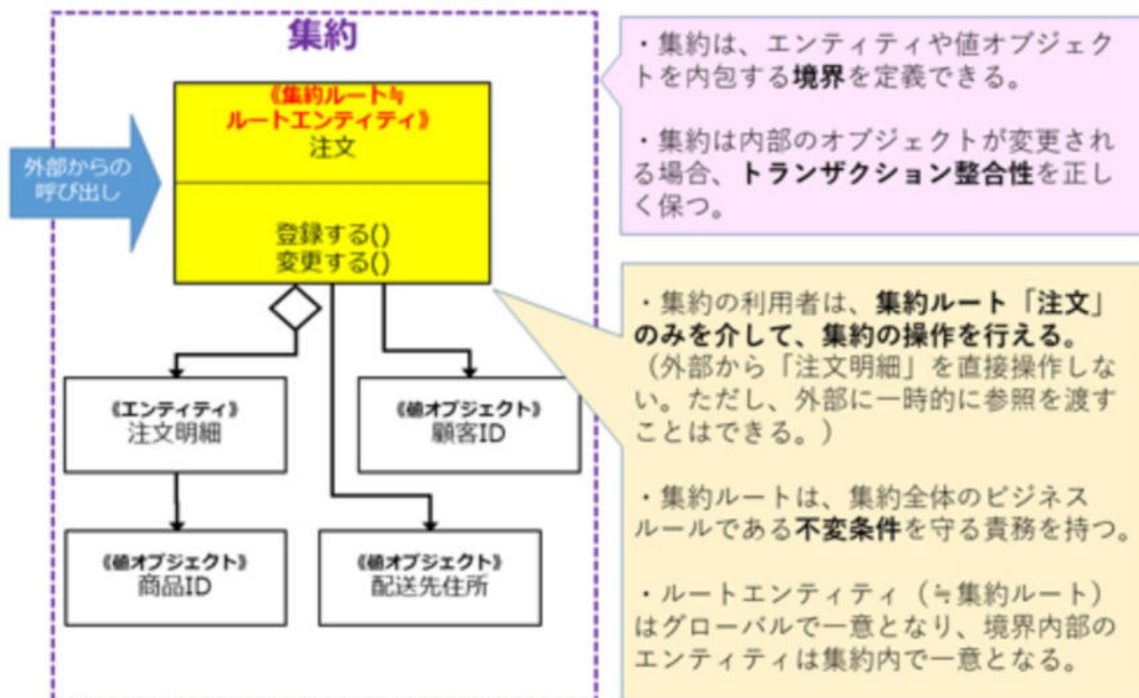 集約
《集約ルート≒
ルートエンティティ》
注文
登録する()
変更する()
外部からの
呼び出し
《エンティティ》
注文明細
《値オブジェクト》
顧客ID
《値オブジェクト》
商品ID
《値オブジェクト》
配送先住所
・集約は、エンティティや値オブジェク
トを内包する境界を定義できる。
・集約は内部のオブジェクトが変更され
る場合、トランザクション整合性を正し
く保つ。
・集約の利用者は、集約ルート「注文」
のみを介して、集約の操作を行える。
（外部から「注文明細」を直接操作しな
い。ただし、外部に一時的に参照を渡す
ことはできる。）
・集約ルートは、集約全体のビジネス
ルールである不変条件を守る責務を持つ。
・ルートエンティティ（≒集約ルート）
はグローバルで一意となり、境界内部の
エンティティは集約内で一意となる。